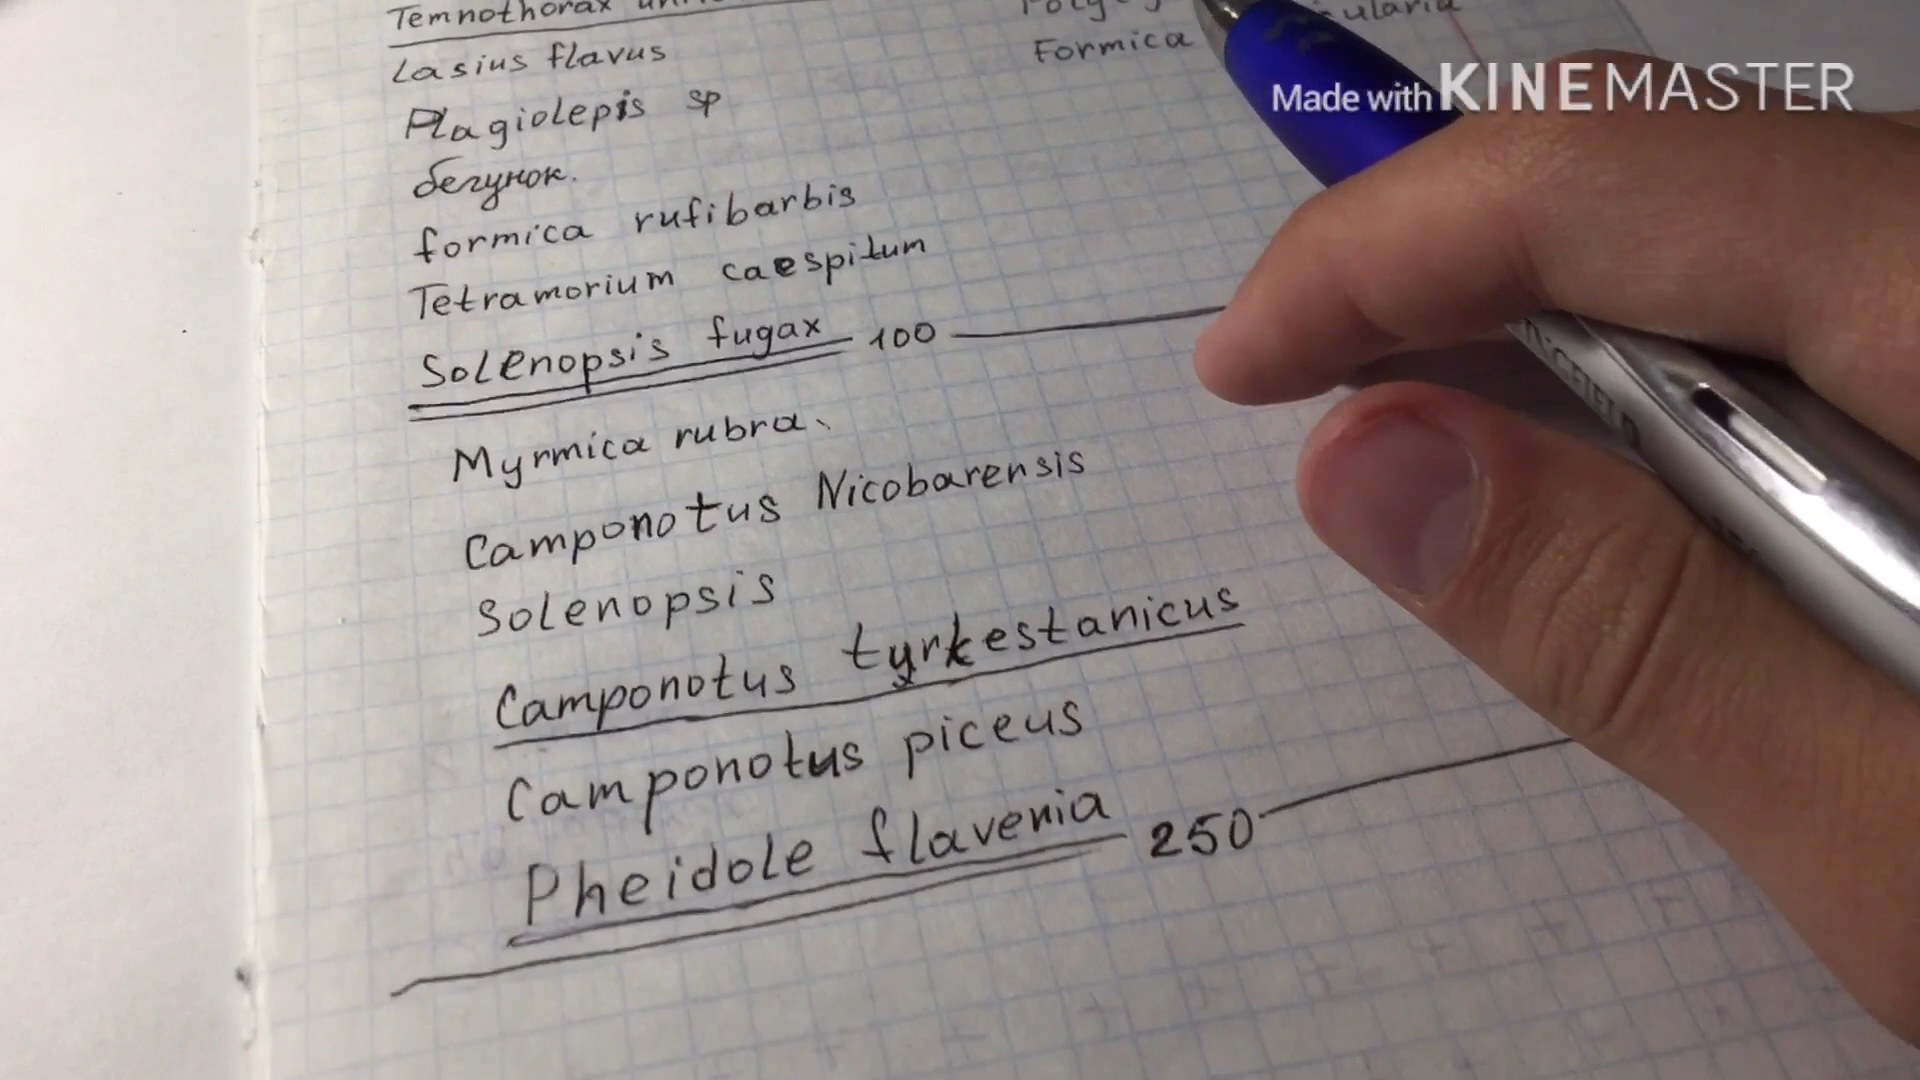 Temnothorax
Lasius flavus
Plagiolepis sp
бегунок.
formica rufibarbis
Tetramorium caespitum
Solenopsis fugax 100
Myrmica rubra
Camponotus Nicobarensis
Solenopsis
Camponotus tyrkestanicus
Camponotus piceus
Pheidole flavenia 250
Formica
Made with KINEMASTER